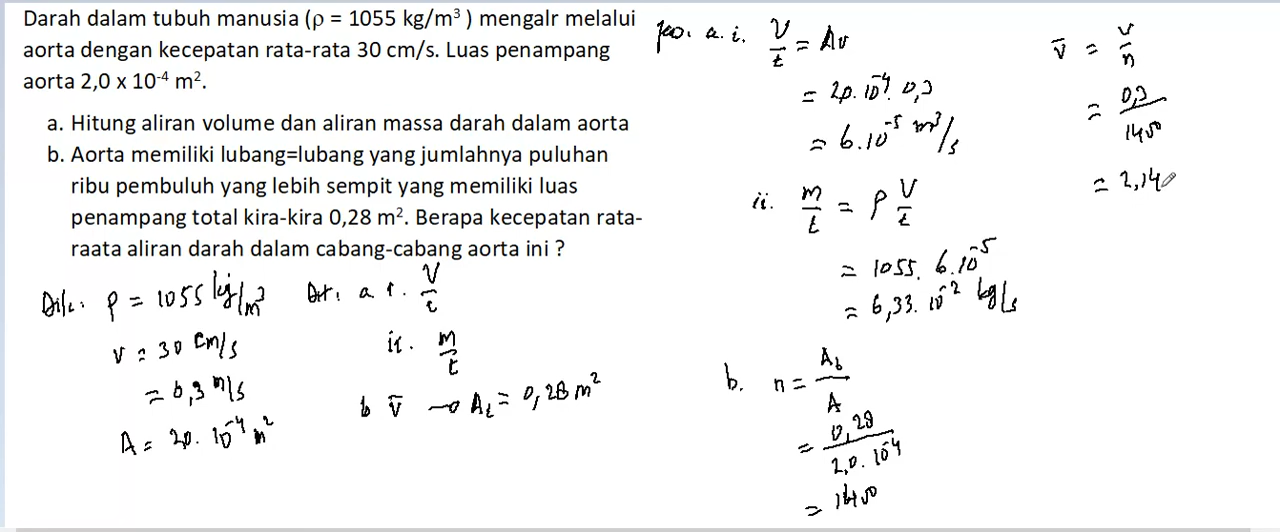 Darah dalam tubuh manusia (ρ = 1055 kg/m³ ) mengalr melalui
aorta dengan kecepatan rata-rata 30 cm/s. Luas penampang
aorta 2,0 x 10⁻⁴ m².
a. Hitung aliran volume dan aliran massa darah dalam aorta
b. Aorta memiliki lubang=lubang yang jumlahnya puluhan
ribu pembuluh yang lebih sempit yang memiliki luas
penampang total kira-kira 0,28 m². Berapa kecepatan rata-
raata aliran darah dalam cabang-cabang aorta ini ?
Dik: ρ = 1055 kg/m³
v = 30 cm/s
= 0,3 m/s
A = 2,0. 10⁻⁴ m²
Dit: a i. V/t
ii. m/t
b v̄ → A_t = 0,28 m²
a. i. V/t = Av
= 2,0. 10⁻⁴. 0,3
= 6.10⁻⁵ m³/s
ii. m/t = ρ V/t
= 1055. 6.10⁻⁵
= 6,33. 10⁻² kg/s
b. n = A_b/A
= 0,28/2,0. 10⁻⁴
= 1400
v̄ = v/n
= 0,3/1400
= 2,14